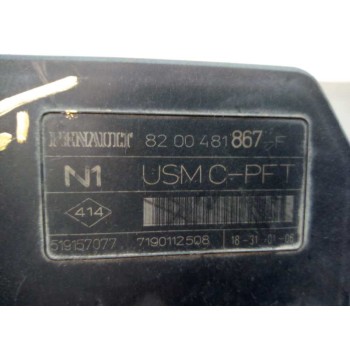 RENAULT 82 00 481 867 F
N1 USM C-PFT
414
519157077 7190112508 18-31-01-06